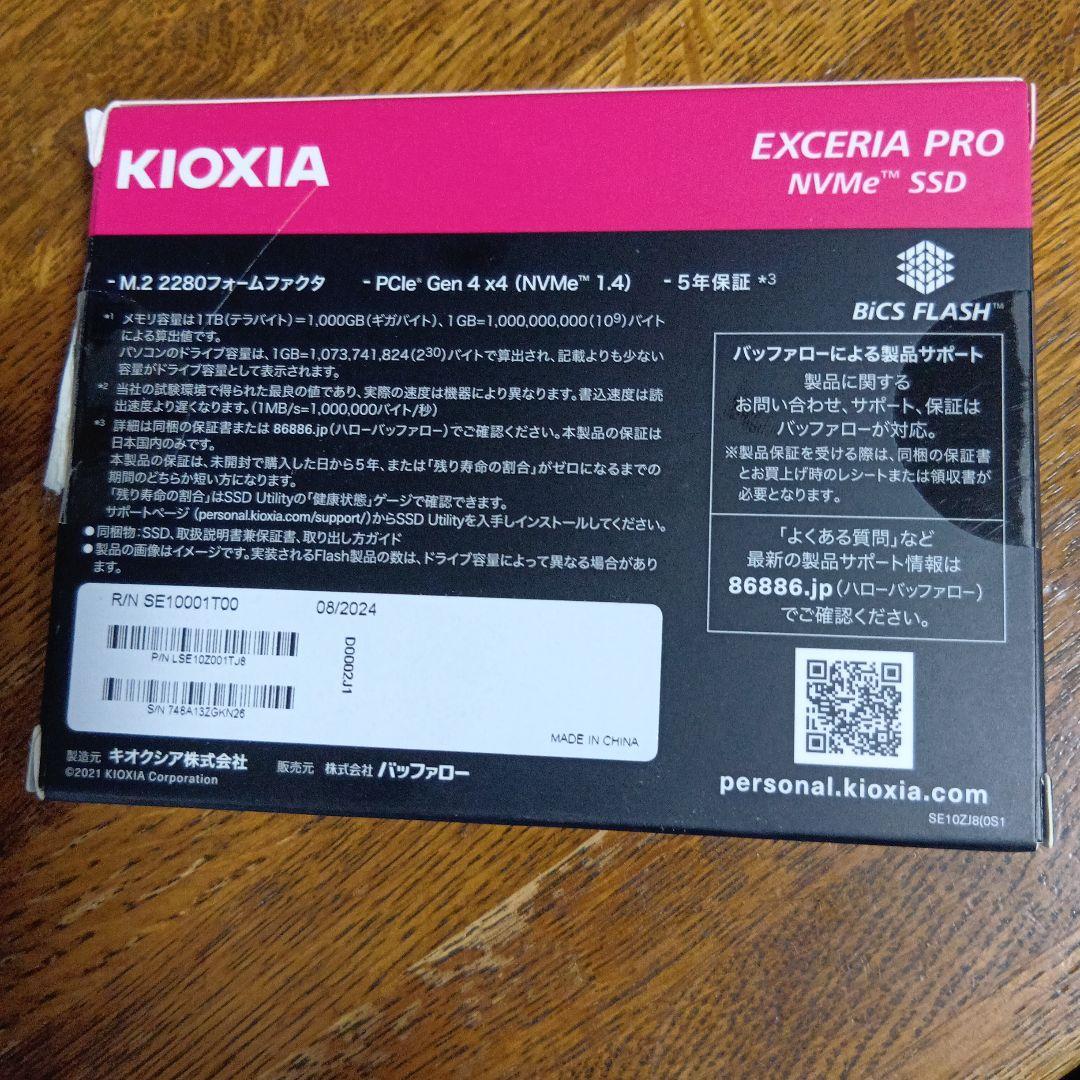 KIOXIA
EXCERIA PRO
NVMe™ SSD
- M.2 2280フォームファクタ
- PCIe® Gen 4 x4 (NVMe™ 1.4)
- 5年保証 *3
BiCS FLASH™
*1 メモリ容量は1TB(テラバイト)=1,000GB(ギガバイト)、1GB=1,000,000,000(10⁹)バイト
による算出値です。
パソコンのドライブ容量は、1GB=1,073,741,824(2³⁰)バイトで算出され、記載よりも少ない
容量がドライブ容量として表示されます。
*2 当社の試験環境で得られた最良の値であり、実際の速度は機器により異なります。書込速度は読
出速度より遅くなります。(1MB/s=1,000,000バイト/秒)
*3 詳細は同梱の保証書または 86886.jp(ハローバッファロー)でご確認ください。本製品の保証は
日本国内のみです。
本製品の保証は、未開封で購入した日から5年、または「残り寿命の割合」がゼロになるまでの
期間のどちらか短い方になります。
「残り寿命の割合」はSSD Utilityの「健康状態」ゲージで確認できます。
サポートページ (personal.kioxia.com/support/)からSSD Utilityを入手しインストールしてください。
●同梱物:SSD、取扱説明書兼保証書、取り出し方ガイド
●製品の画像はイメージです。実装されるFlash製品の数は、ドライブ容量によって異なる場合があり
ます。
バッファローによる製品サポート
製品に関する
お問い合わせ、サポート、保証は
バッファローが対応。
※製品保証を受ける際は、同梱の保証書
とお買上げ時のレシートまたは領収書が
必要となります。
「よくある質問」など
最新の製品サポート情報は
86886.jp(ハローバッファロー)
でご確認ください。
R/N SE10001T00
08/2024
P/N LSE10Z001TJ8
D0002J1
S/N 748A13ZGKN26
MADE IN CHINA
製造元 キオクシア株式会社
©2021 KIOXIA Corporation
販売元 株式会社 バッファロー
personal.kioxia.com
SE10ZJ8(0S1